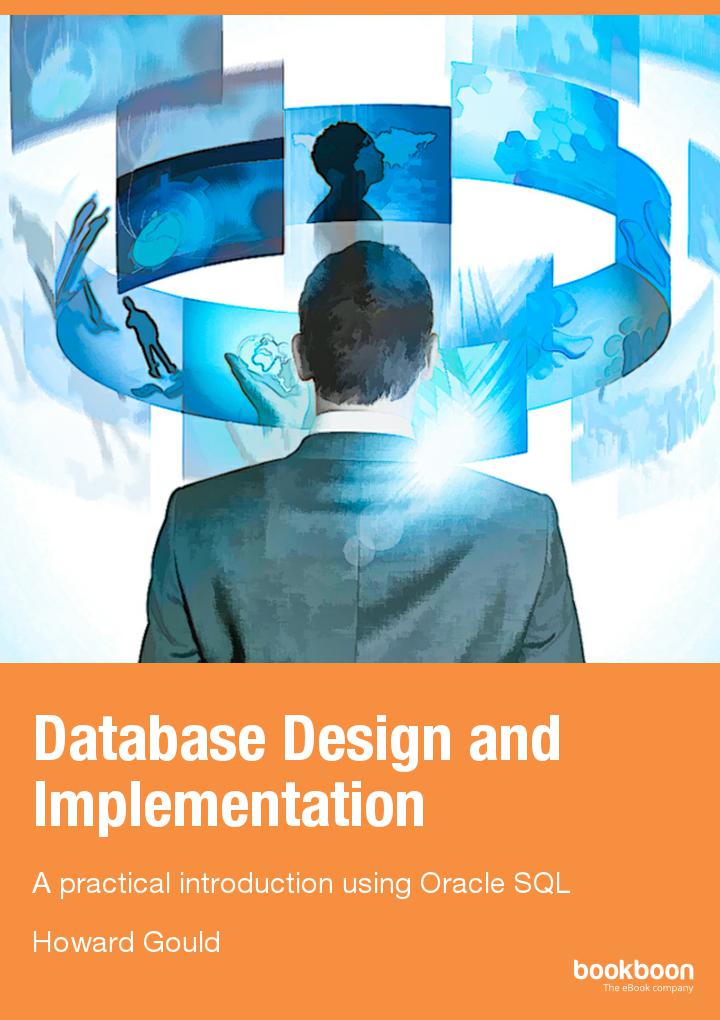 Database Design and
Implementation
A practical introduction using Oracle SQL
Howard Gould
bookboon
The eBook company